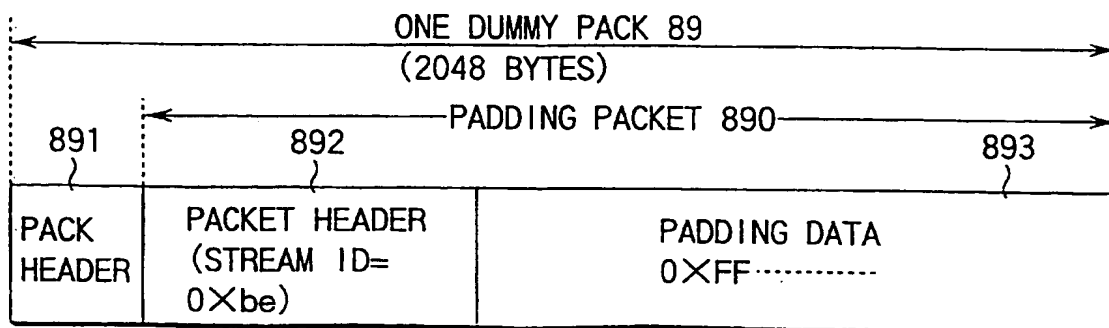 ONE DUMMY PACK 89
(2048 BYTES)
PADDING PACKET 890
891
892
893
PACK
HEADER
PACKET HEADER
(STREAM ID=
0×be)
PADDING DATA
0×FF············